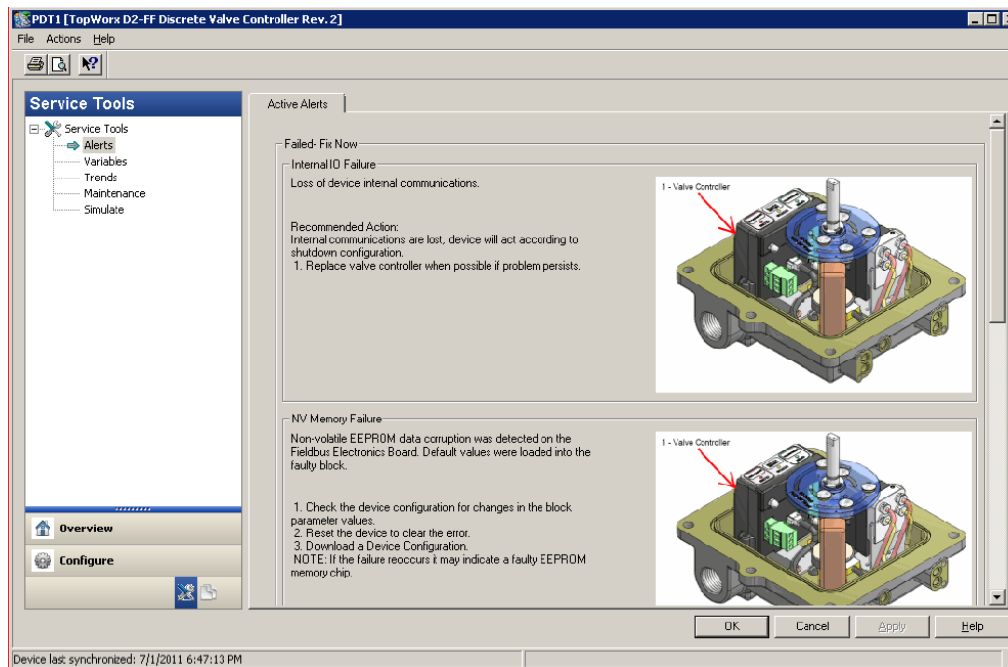 PDT1 [TopWorx D2-FF Discrete Valve Controller Rev. 2]
File Actions Help
Service Tools
Service Tools
Alerts
Variables
Trends
Maintenance
Simulate
Overview
Configure
Active Alerts
Failed- Fix Now
Internal IO Failure
Loss of device internal communications.
Recommended Action:
Internal communications are lost, device will act according to
shutdown configuration.
1. Replace valve controller when possible if problem persists.
1 - Valve Controller
NV Memory Failure
Non-volatile EEPROM data corruption was detected on the
Fieldbus Electronics Board. Default values were loaded into the
faulty block.
1. Check the device configuration for changes in the block
parameter values.
2. Reset the device to clear the error.
3. Download a Device Configuration.
NOTE: If the failure reoccurs it may indicate a faulty EEPROM
memory chip.
1 - Valve Controller
OK
Cancel
Apply
Help
Device last synchronized: 7/1/2011 6:47:13 PM